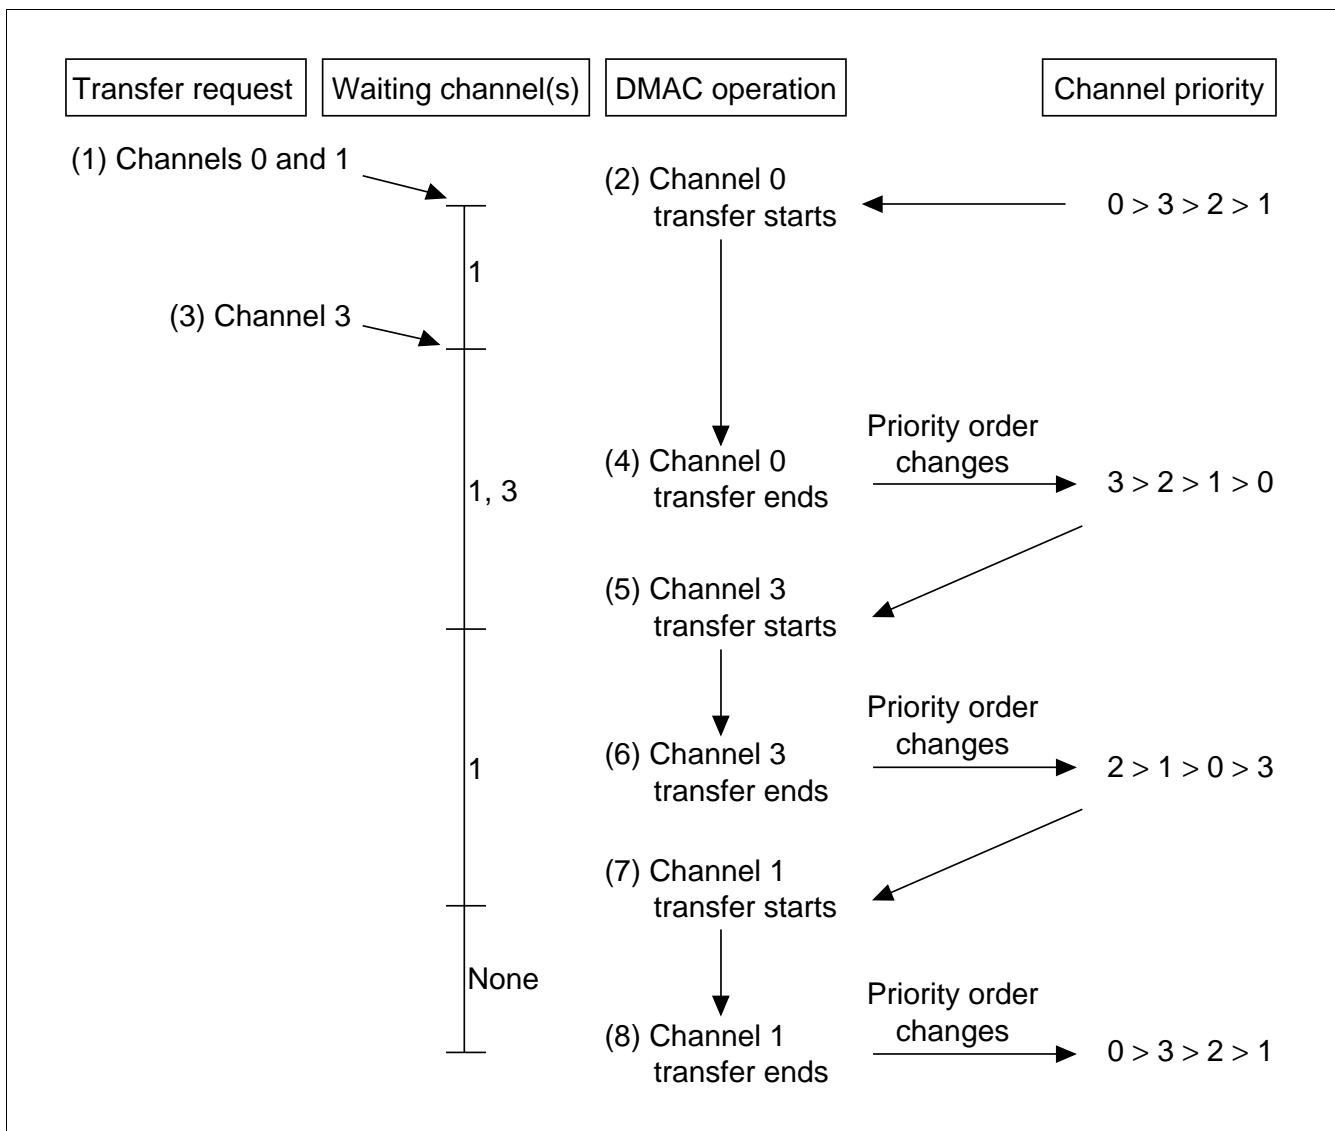 Transfer request
Waiting channel(s)
DMAC operation
Channel priority
(1) Channels 0 and 1
(2) Channel 0
transfer starts
0 > 3 > 2 > 1
1
(3) Channel 3
(4) Channel 0
transfer ends
Priority order
changes
3 > 2 > 1 > 0
1, 3
(5) Channel 3
transfer starts
(6) Channel 3
transfer ends
Priority order
changes
2 > 1 > 0 > 3
1
(7) Channel 1
transfer starts
None
(8) Channel 1
transfer ends
Priority order
changes
0 > 3 > 2 > 1